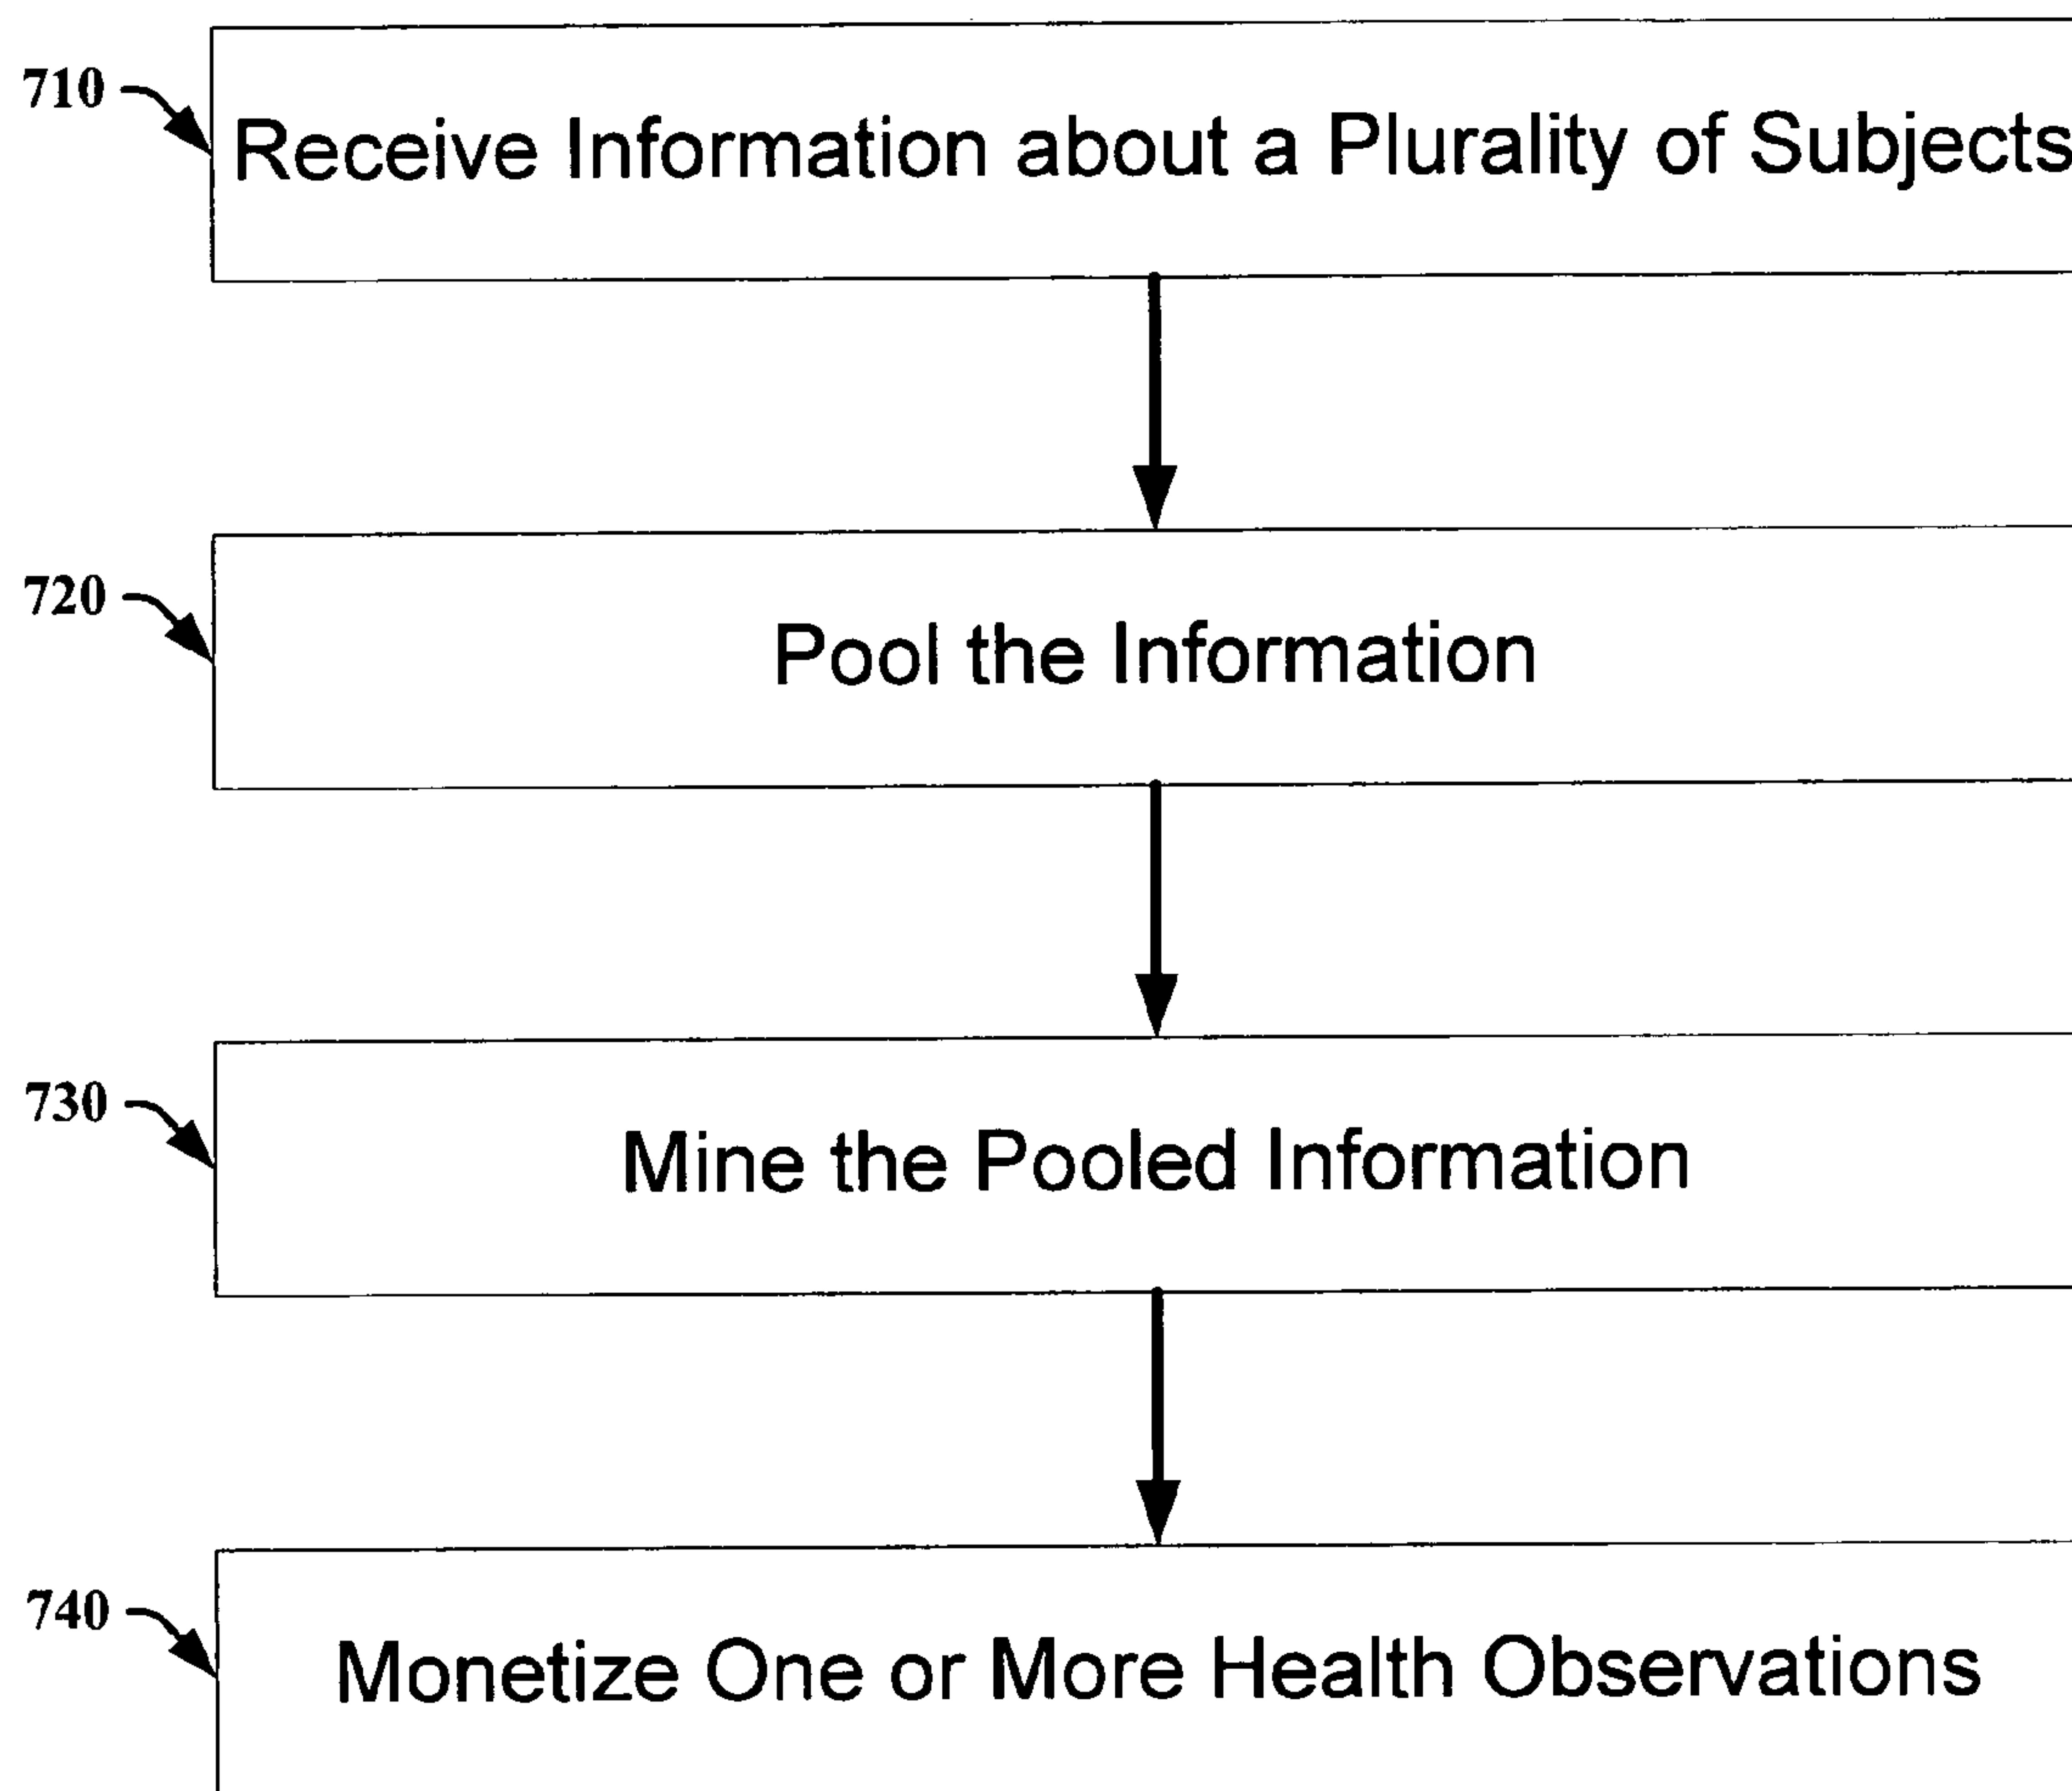 710
Receive Information about a Plurality of Subjects
720
Pool the Information
730
Mine the Pooled Information
740
Monetize One or More Health Observations